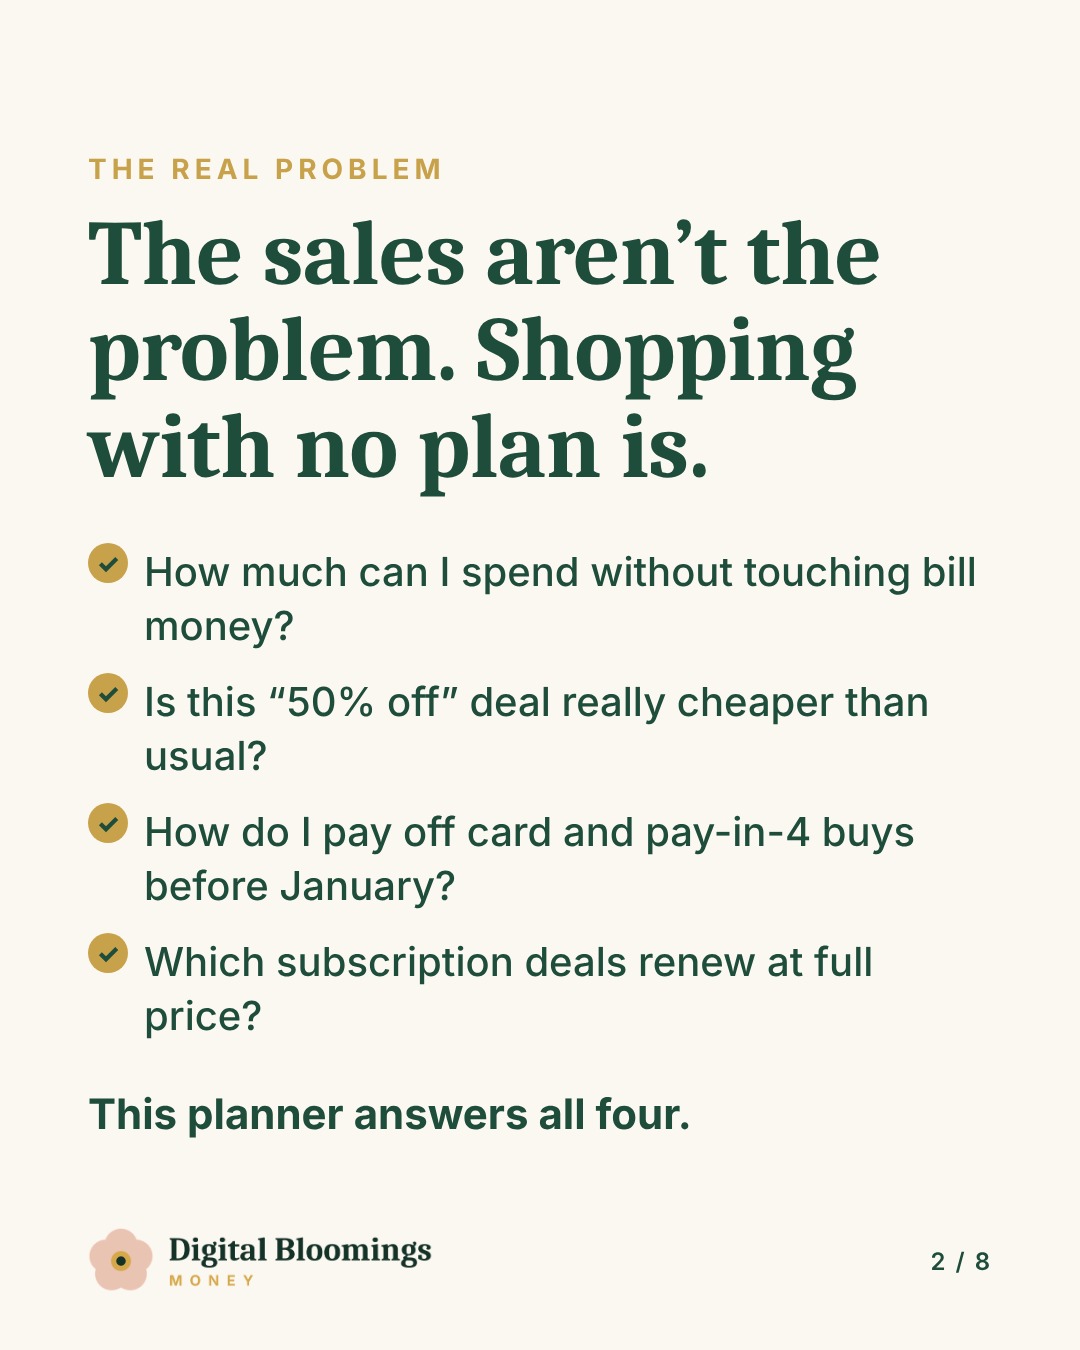 THE REAL PROBLEM
The sales aren’t the
problem. Shopping
with no plan is.
How much can I spend without touching bill
money?
Is this “50% off” deal really cheaper than
usual?
How do I pay off card and pay-in-4 buys
before January?
Which subscription deals renew at full
price?
This planner answers all four.
Digital Bloomings
MONEY
2 / 8